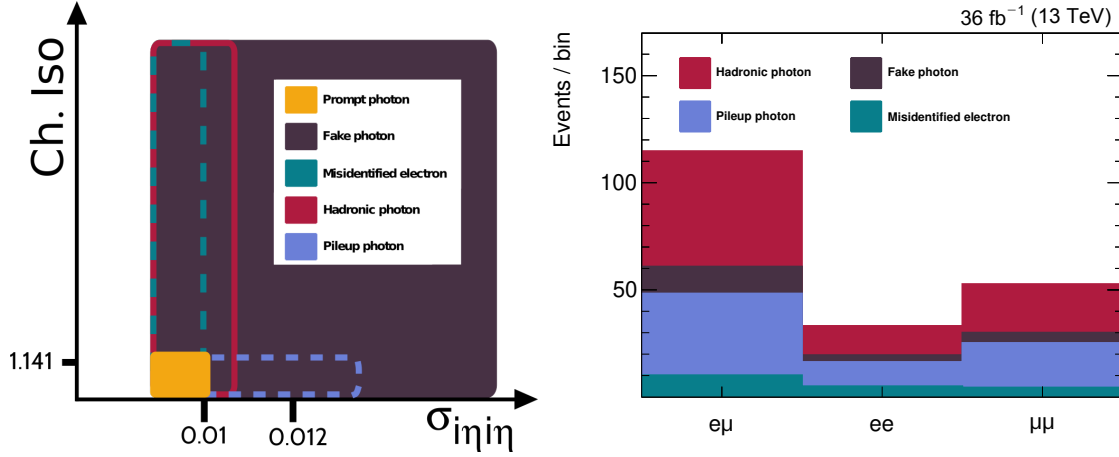 Ch. Iso
Prompt photon
Fake photon
Misidentified electron
Hadronic photon
Pileup photon
1.141
0.01
0.012
σiηiη
36 fb⁻¹ (13 TeV)
Events / bin
150
100
50
Hadronic photon
Fake photon
Pileup photon
Misidentified electron
eμ
ee
μμ